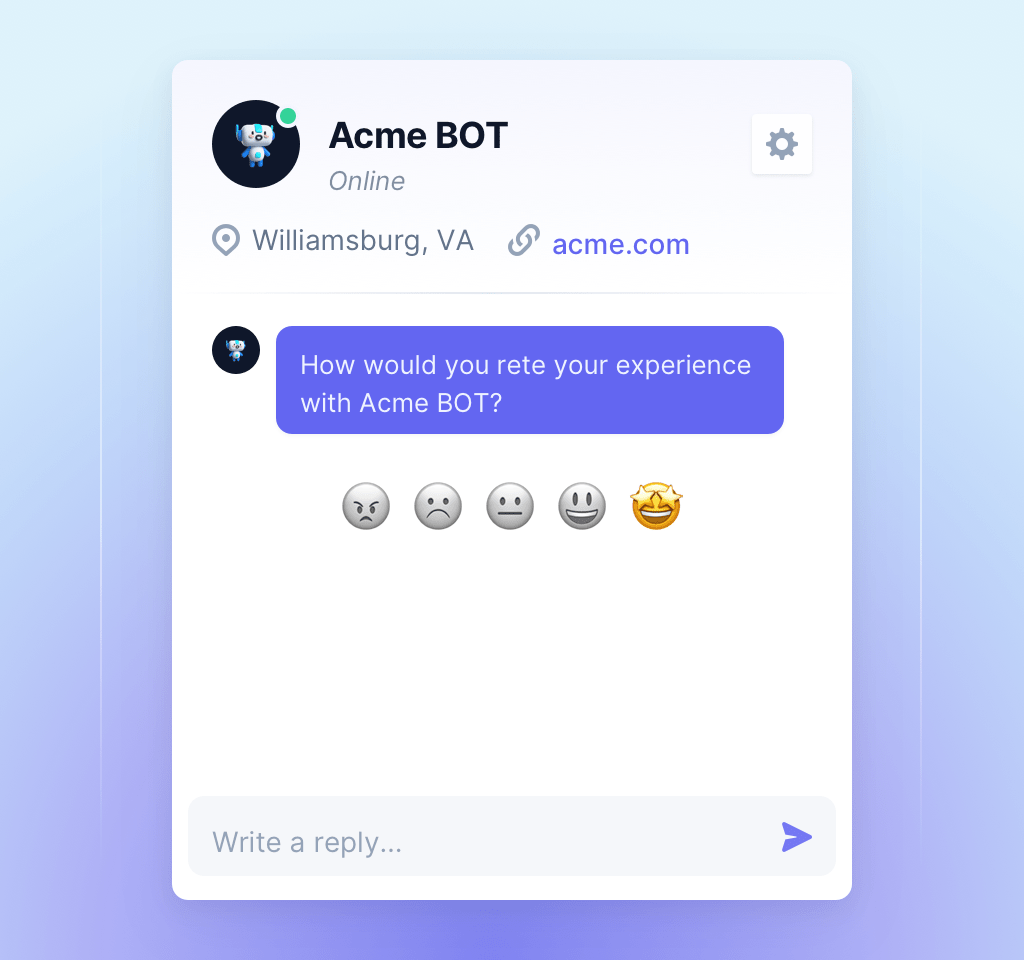 Acme BOT
Online
Williamsburg, VA
acme.com
How would you rete your experience
with Acme BOT?
Write a reply...